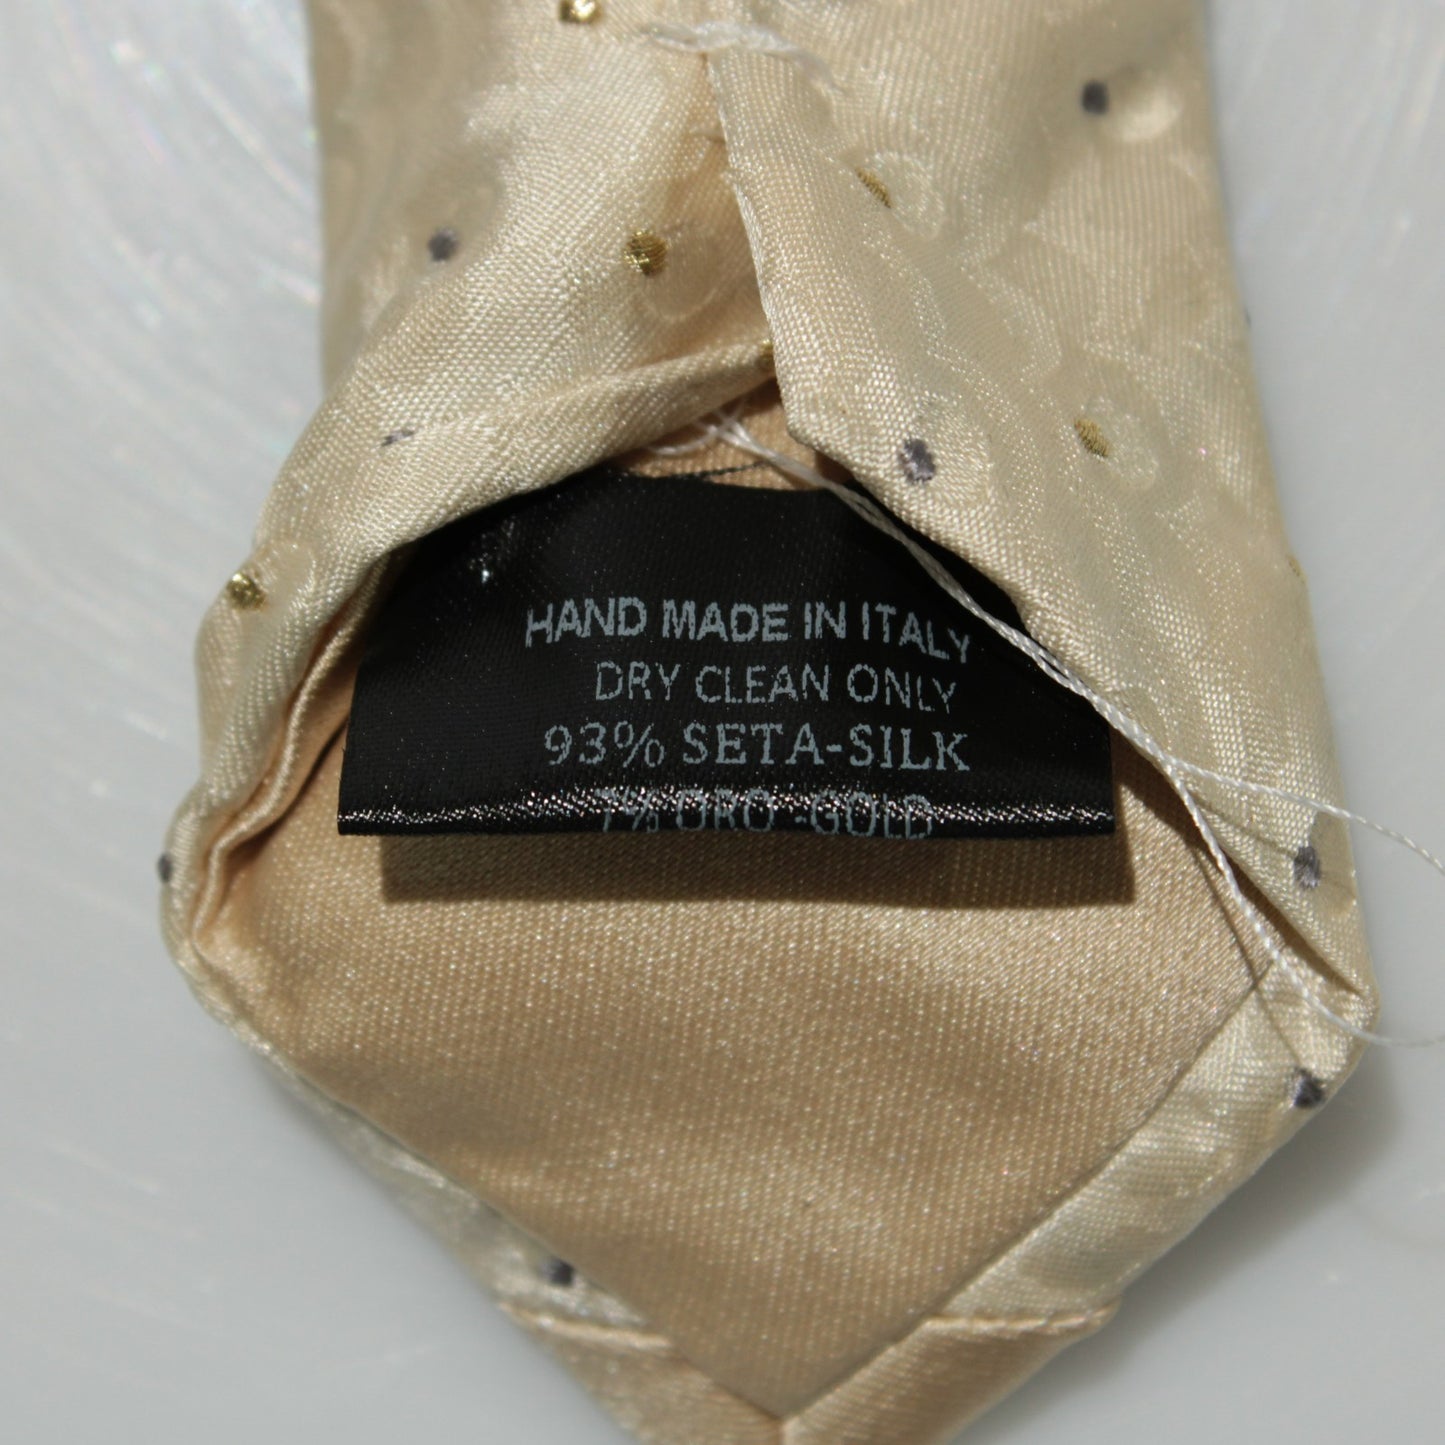 HAND MADE IN ITALY
DRY CLEAN ONLY
93% SETA-SILK
7% ORO-GOLD